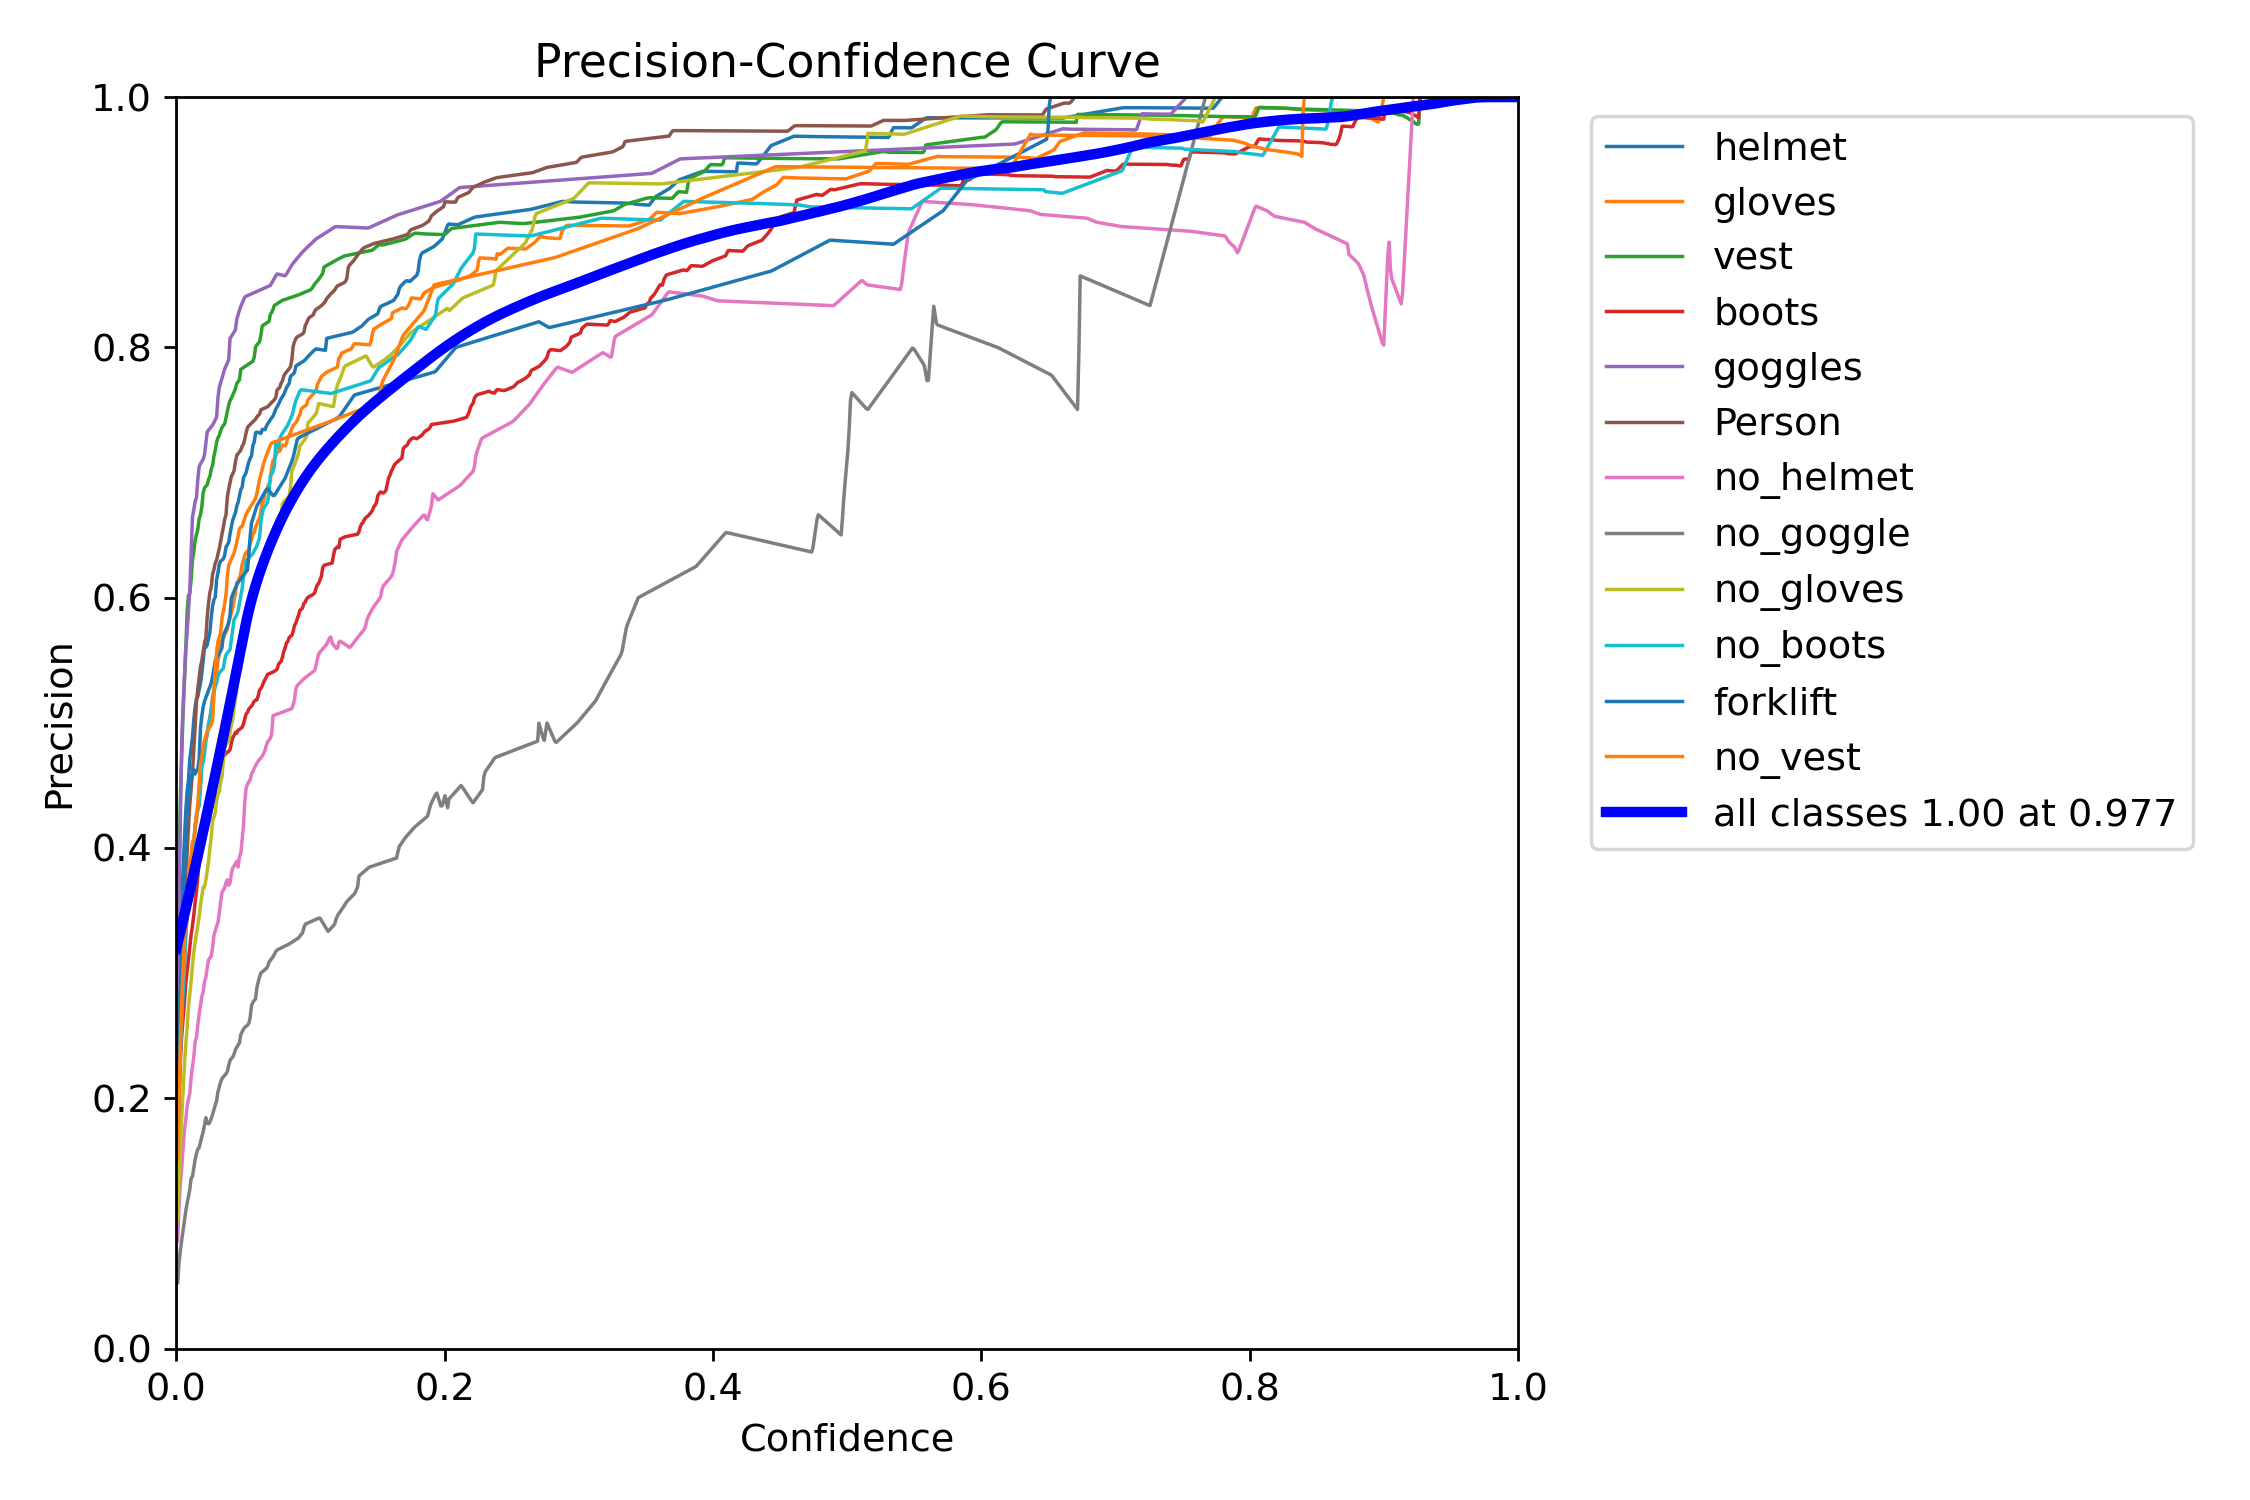 Precision-Confidence Curve
1.0
0.8
0.6
0.4
0.2
0.0
Precision
0.0 0.2 0.4 0.6 0.8 1.0
Confidence
helmet
gloves
vest
boots
goggles
Person
no_helmet
no_goggle
no_gloves
no_boots
forklift
no_vest
all classes 1.00 at 0.977